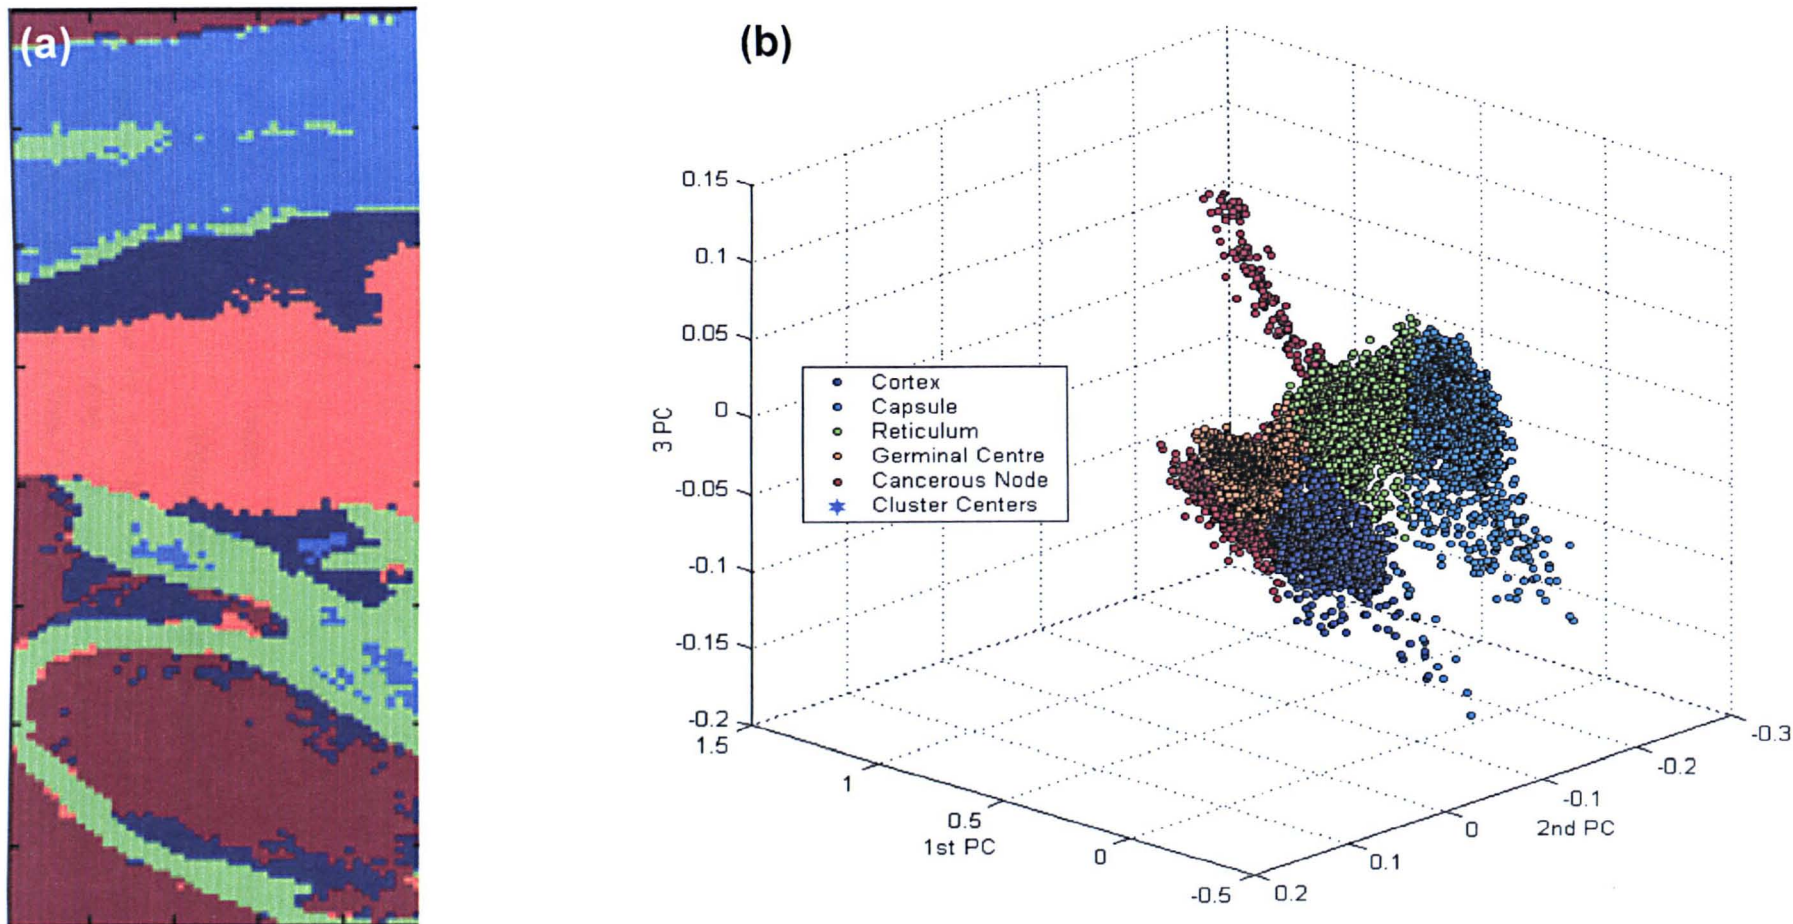 (a)
(b)
0.15
0.1
0.05
0
-0.05
-0.1
-0.15
-0.2
3 PC
Cortex
Capsule
Reticulum
Germinal Centre
Cancerous Node
Cluster Centers
1.5
1
0.5
0
-0.5
1st PC
0.2
0.1
0
-0.1
-0.2
-0.3
2nd PC